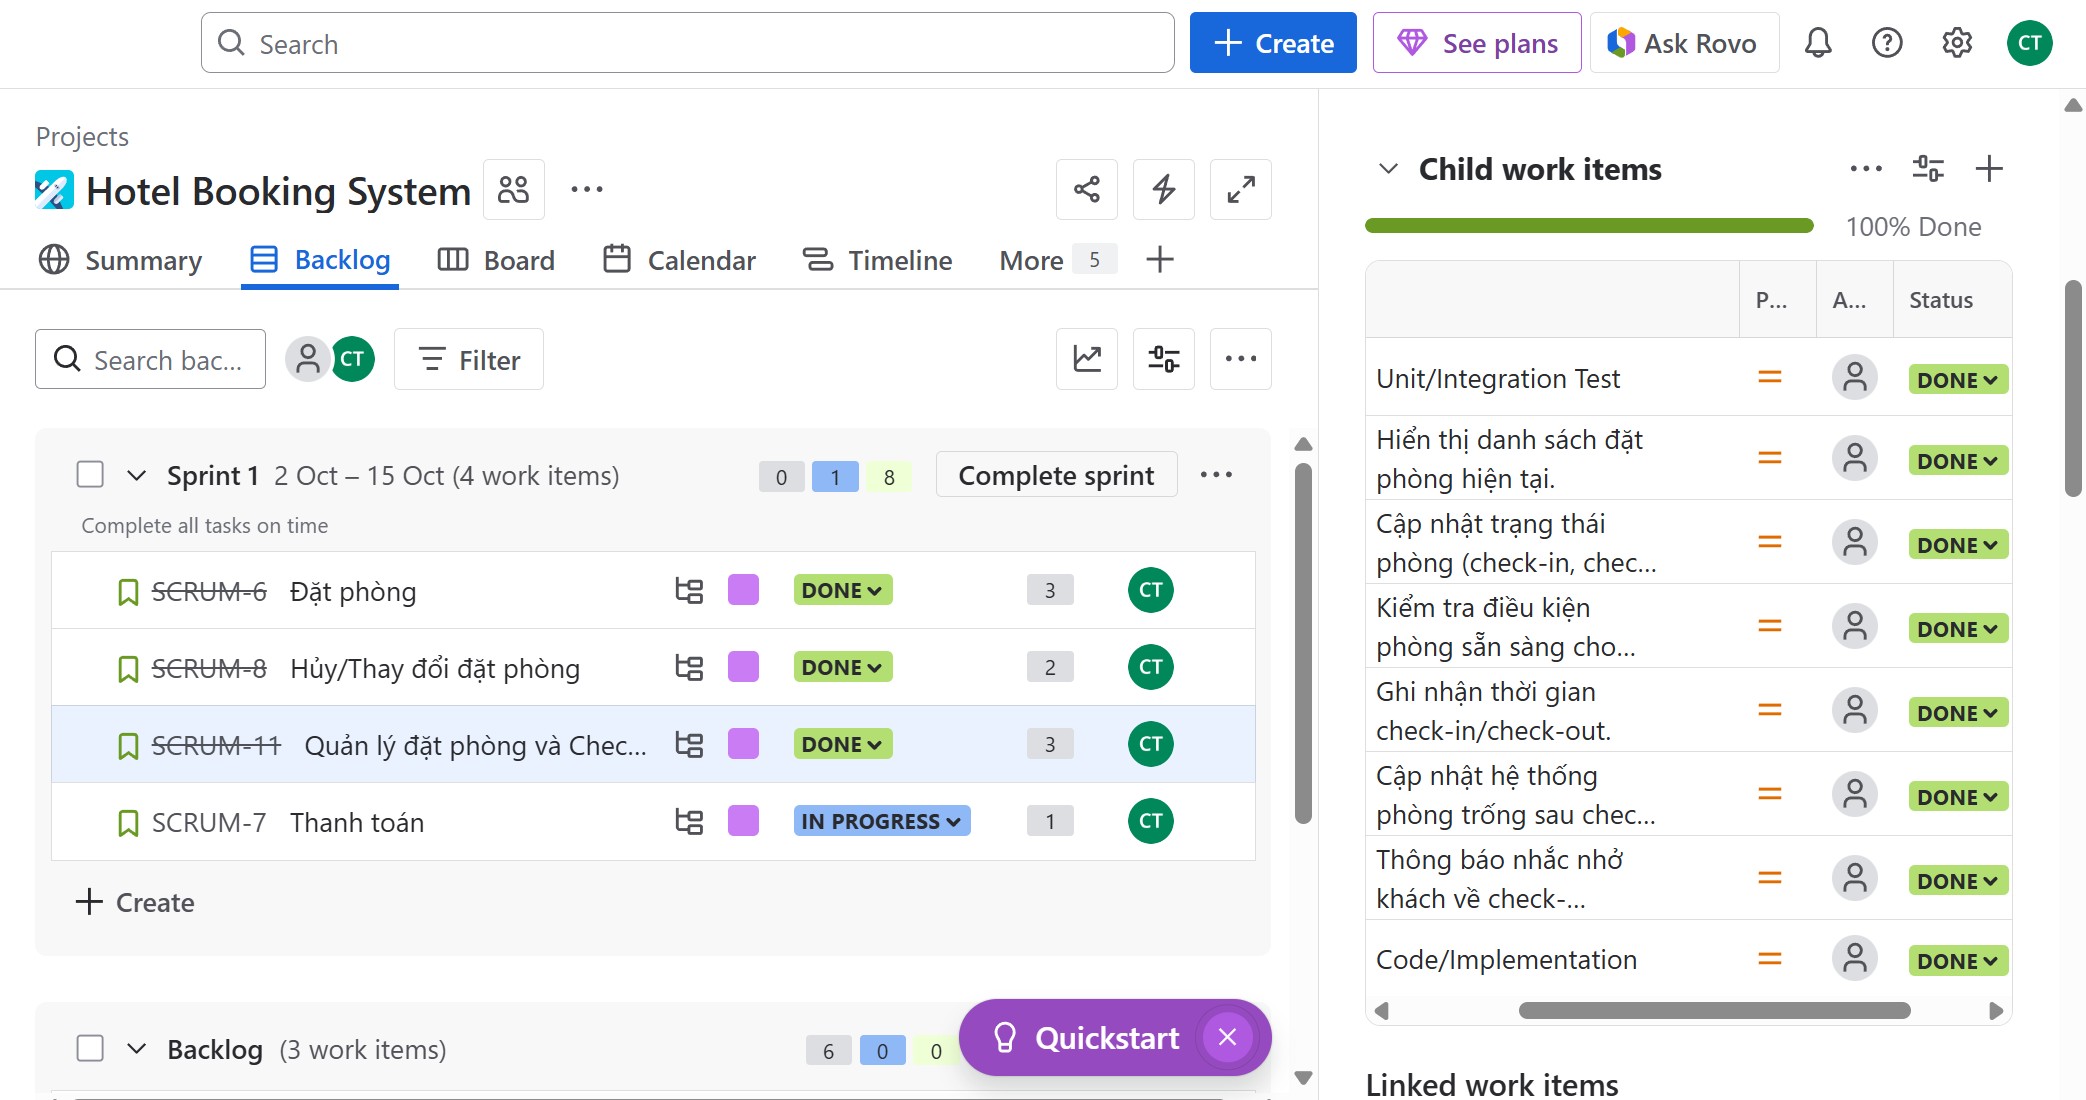 Search
Create
See plans
Ask Rovo
CT
Projects
Hotel Booking System
Summary
Backlog
Board
Calendar
Timeline
More 5
Search bac...
CT
Filter
Sprint 1 2 Oct – 15 Oct (4 work items)
0 1 8
Complete sprint
Complete all tasks on time
SCRUM-6 Đặt phòng DONE 3 CT
SCRUM-8 Hủy/Thay đổi đặt phòng DONE 2 CT
SCRUM-11 Quản lý đặt phòng và Chec... DONE 3 CT
SCRUM-7 Thanh toán IN PROGRESS 1 CT
Create
Backlog (3 work items)
6 0 0
Quickstart
Child work items
100% Done
P... A... Status
Unit/Integration Test DONE
Hiển thị danh sách đặt
phòng hiện tại. DONE
Cập nhật trạng thái
phòng (check-in, chec... DONE
Kiểm tra điều kiện
phòng sẵn sàng cho... DONE
Ghi nhận thời gian
check-in/check-out. DONE
Cập nhật hệ thống
phòng trống sau chec... DONE
Thông báo nhắc nhở
khách về check-... DONE
Code/Implementation DONE
Linked work items